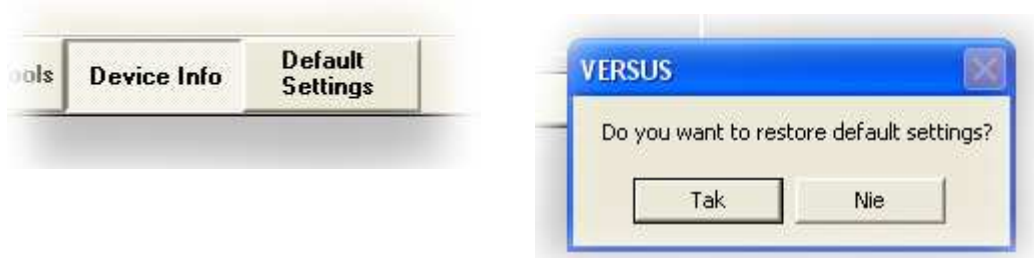 Device Info
Default
Settings
VERSUS
Do you want to restore default settings?
Tak
Nie